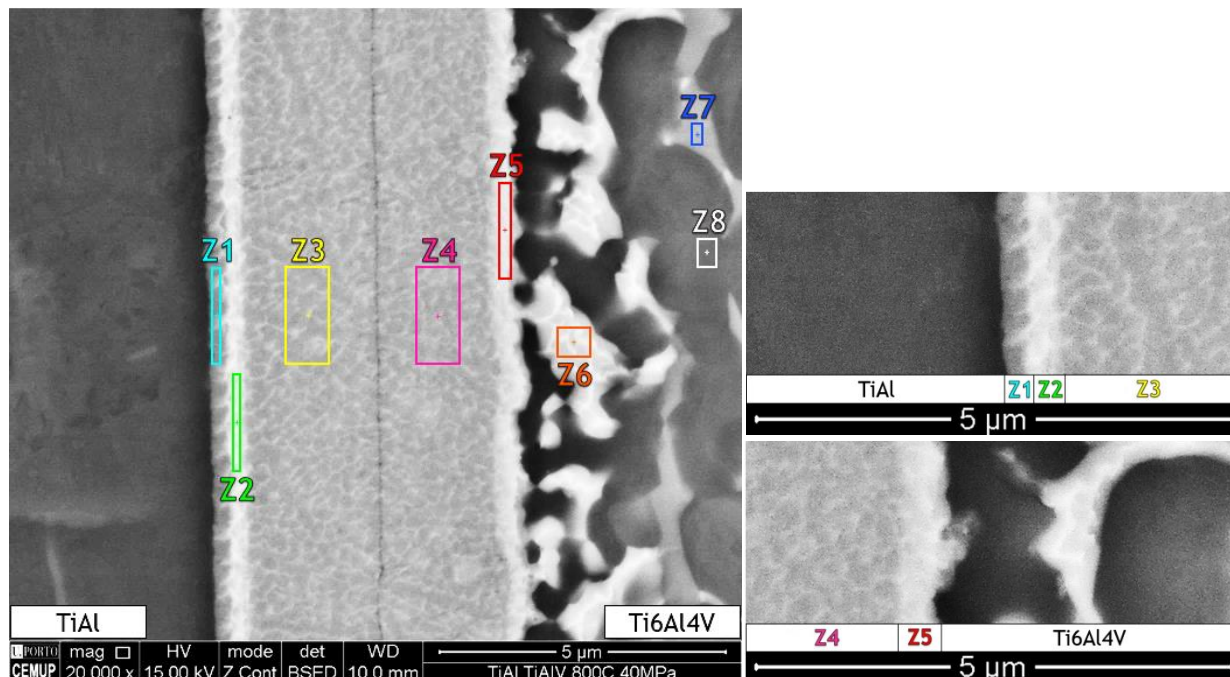 Z7
Z5
Z8
Z1 Z3 Z4
Z6
Z2
TiAl Ti6Al4V
U.PORTO mag HV mode det WD 5 µm
CEMUP 20 000 x 15.00 kV Z Cont BSED 10.0 mm TiAl TiAlV 800C 40MPa
TiAl Z1 Z2 Z3
5 µm
Z4 Z5 Ti6Al4V
5 µm